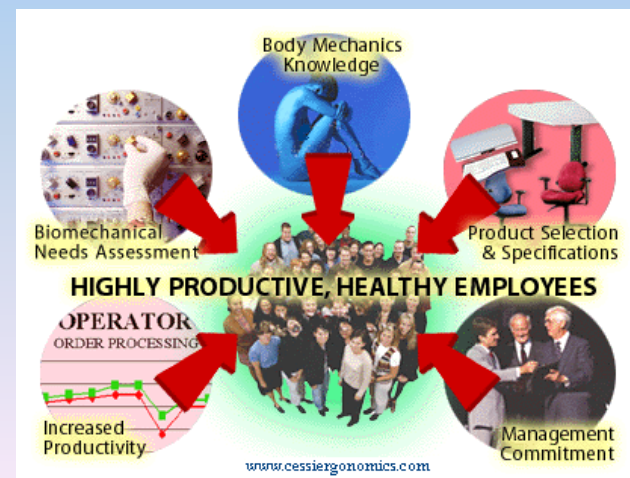 Body Mechanics
Knowledge
Biomechanical
Needs Assessment
Product Selection
& Specifications
HIGHLY PRODUCTIVE, HEALTHY EMPLOYEES
OPERATOR
ORDER PROCESSING
Increased
Productivity
Management
Commitment
www.cessiergonomics.com